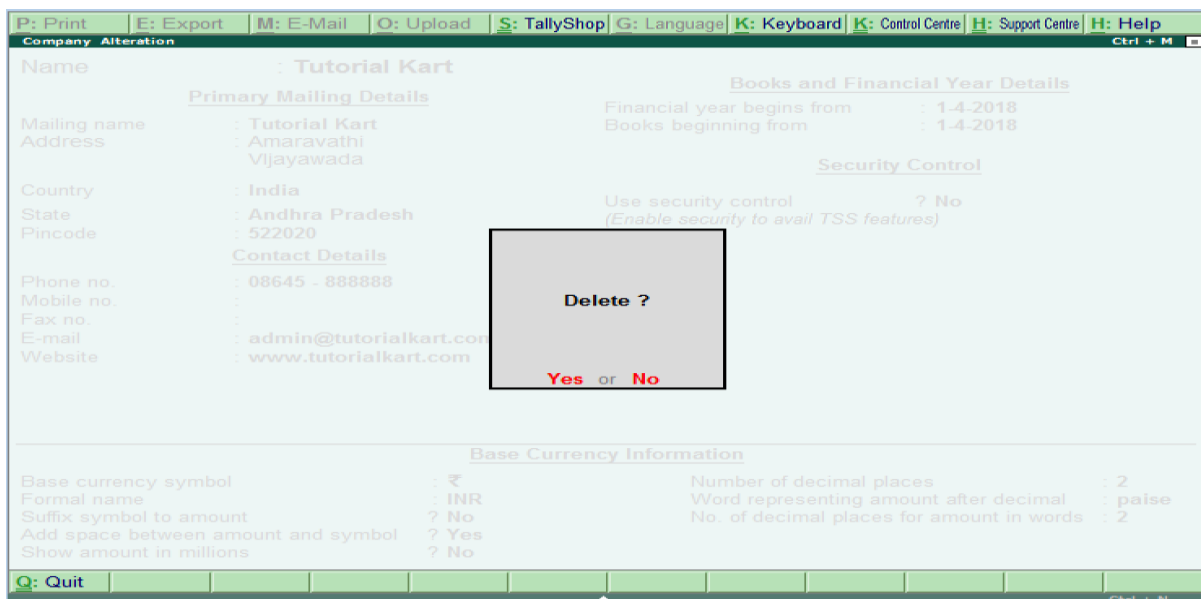 P: Print E: Export M: E-Mail O: Upload S: TallyShop G: Language K: Keyboard K: Control Centre H: Support Centre H: Help
Company Alteration Ctrl + M
Name : Tutorial Kart
Primary Mailing Details
Mailing name : Tutorial Kart
Address : Amaravathi
VIjayawada
Country : India
State : Andhra Pradesh
Pincode : 522020
Contact Details
Phone no. : 08645 - 888888
Mobile no. :
Fax no. :
E-mail : admin@tutorialkart.com
Website : www.tutorialkart.com
Books and Financial Year Details
Financial year begins from : 1-4-2018
Books beginning from : 1-4-2018
Security Control
Use security control ? No
(Enable security to avail TSS features)
Delete ?
Yes or No
Base Currency Information
Base currency symbol : ₹
Formal name : INR
Suffix symbol to amount ? No
Add space between amount and symbol ? Yes
Show amount in millions ? No
Number of decimal places : 2
Word representing amount after decimal : paise
No. of decimal places for amount in words : 2
Q: Quit
Ctrl + N